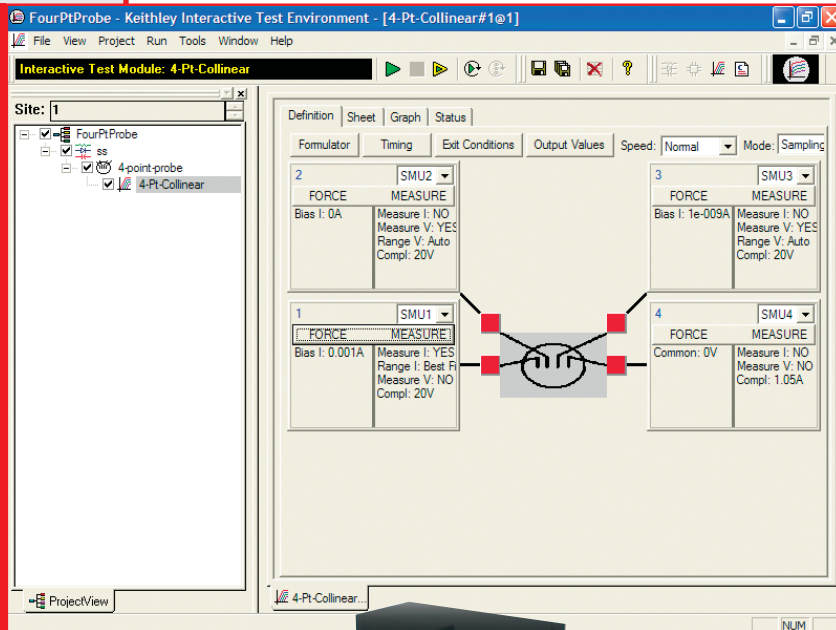 FourPtProbe - Keithley Interactive Test Environment - [4-Pt-Collinear#1@1]
File View Project Run Tools Window Help
Interactive Test Module: 4-Pt-Collinear
Site: 1
FourPtProbe
ss
4-point-probe
4-Pt-Collinear
ProjectView
Definition Sheet Graph Status
Formulator Timing Exit Conditions Output Values Speed: Normal Mode: Sampling
2 SMU2
FORCE MEASURE
Bias I: 0A
Measure I: NO
Measure V: YES
Range V: Auto
Compl: 20V
3 SMU3
FORCE MEASURE
Bias I: 1e-009A
Measure I: NO
Measure V: YES
Range V: Auto
Compl: 20V
1 SMU1
FORCE MEASURE
Bias I: 0.001A
Measure I: YES
Range I: Best Fi
Measure V: NO
Compl: 20V
4 SMU4
FORCE MEASURE
Common: 0V
Measure I: NO
Measure V: NO
Compl: 1.05A
4-Pt-Collinear...
NUM